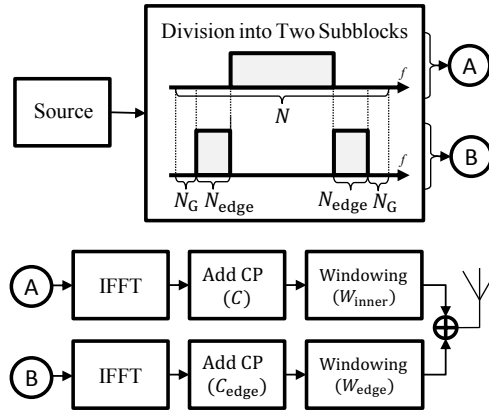 Division into Two Subblocks
f
A
Source
N
B
f
N_G N_edge N_edge N_G
A
IFFT
Add CP
(C)
Windowing
(W_inner)
B
IFFT
Add CP
(C_edge)
Windowing
(W_edge)